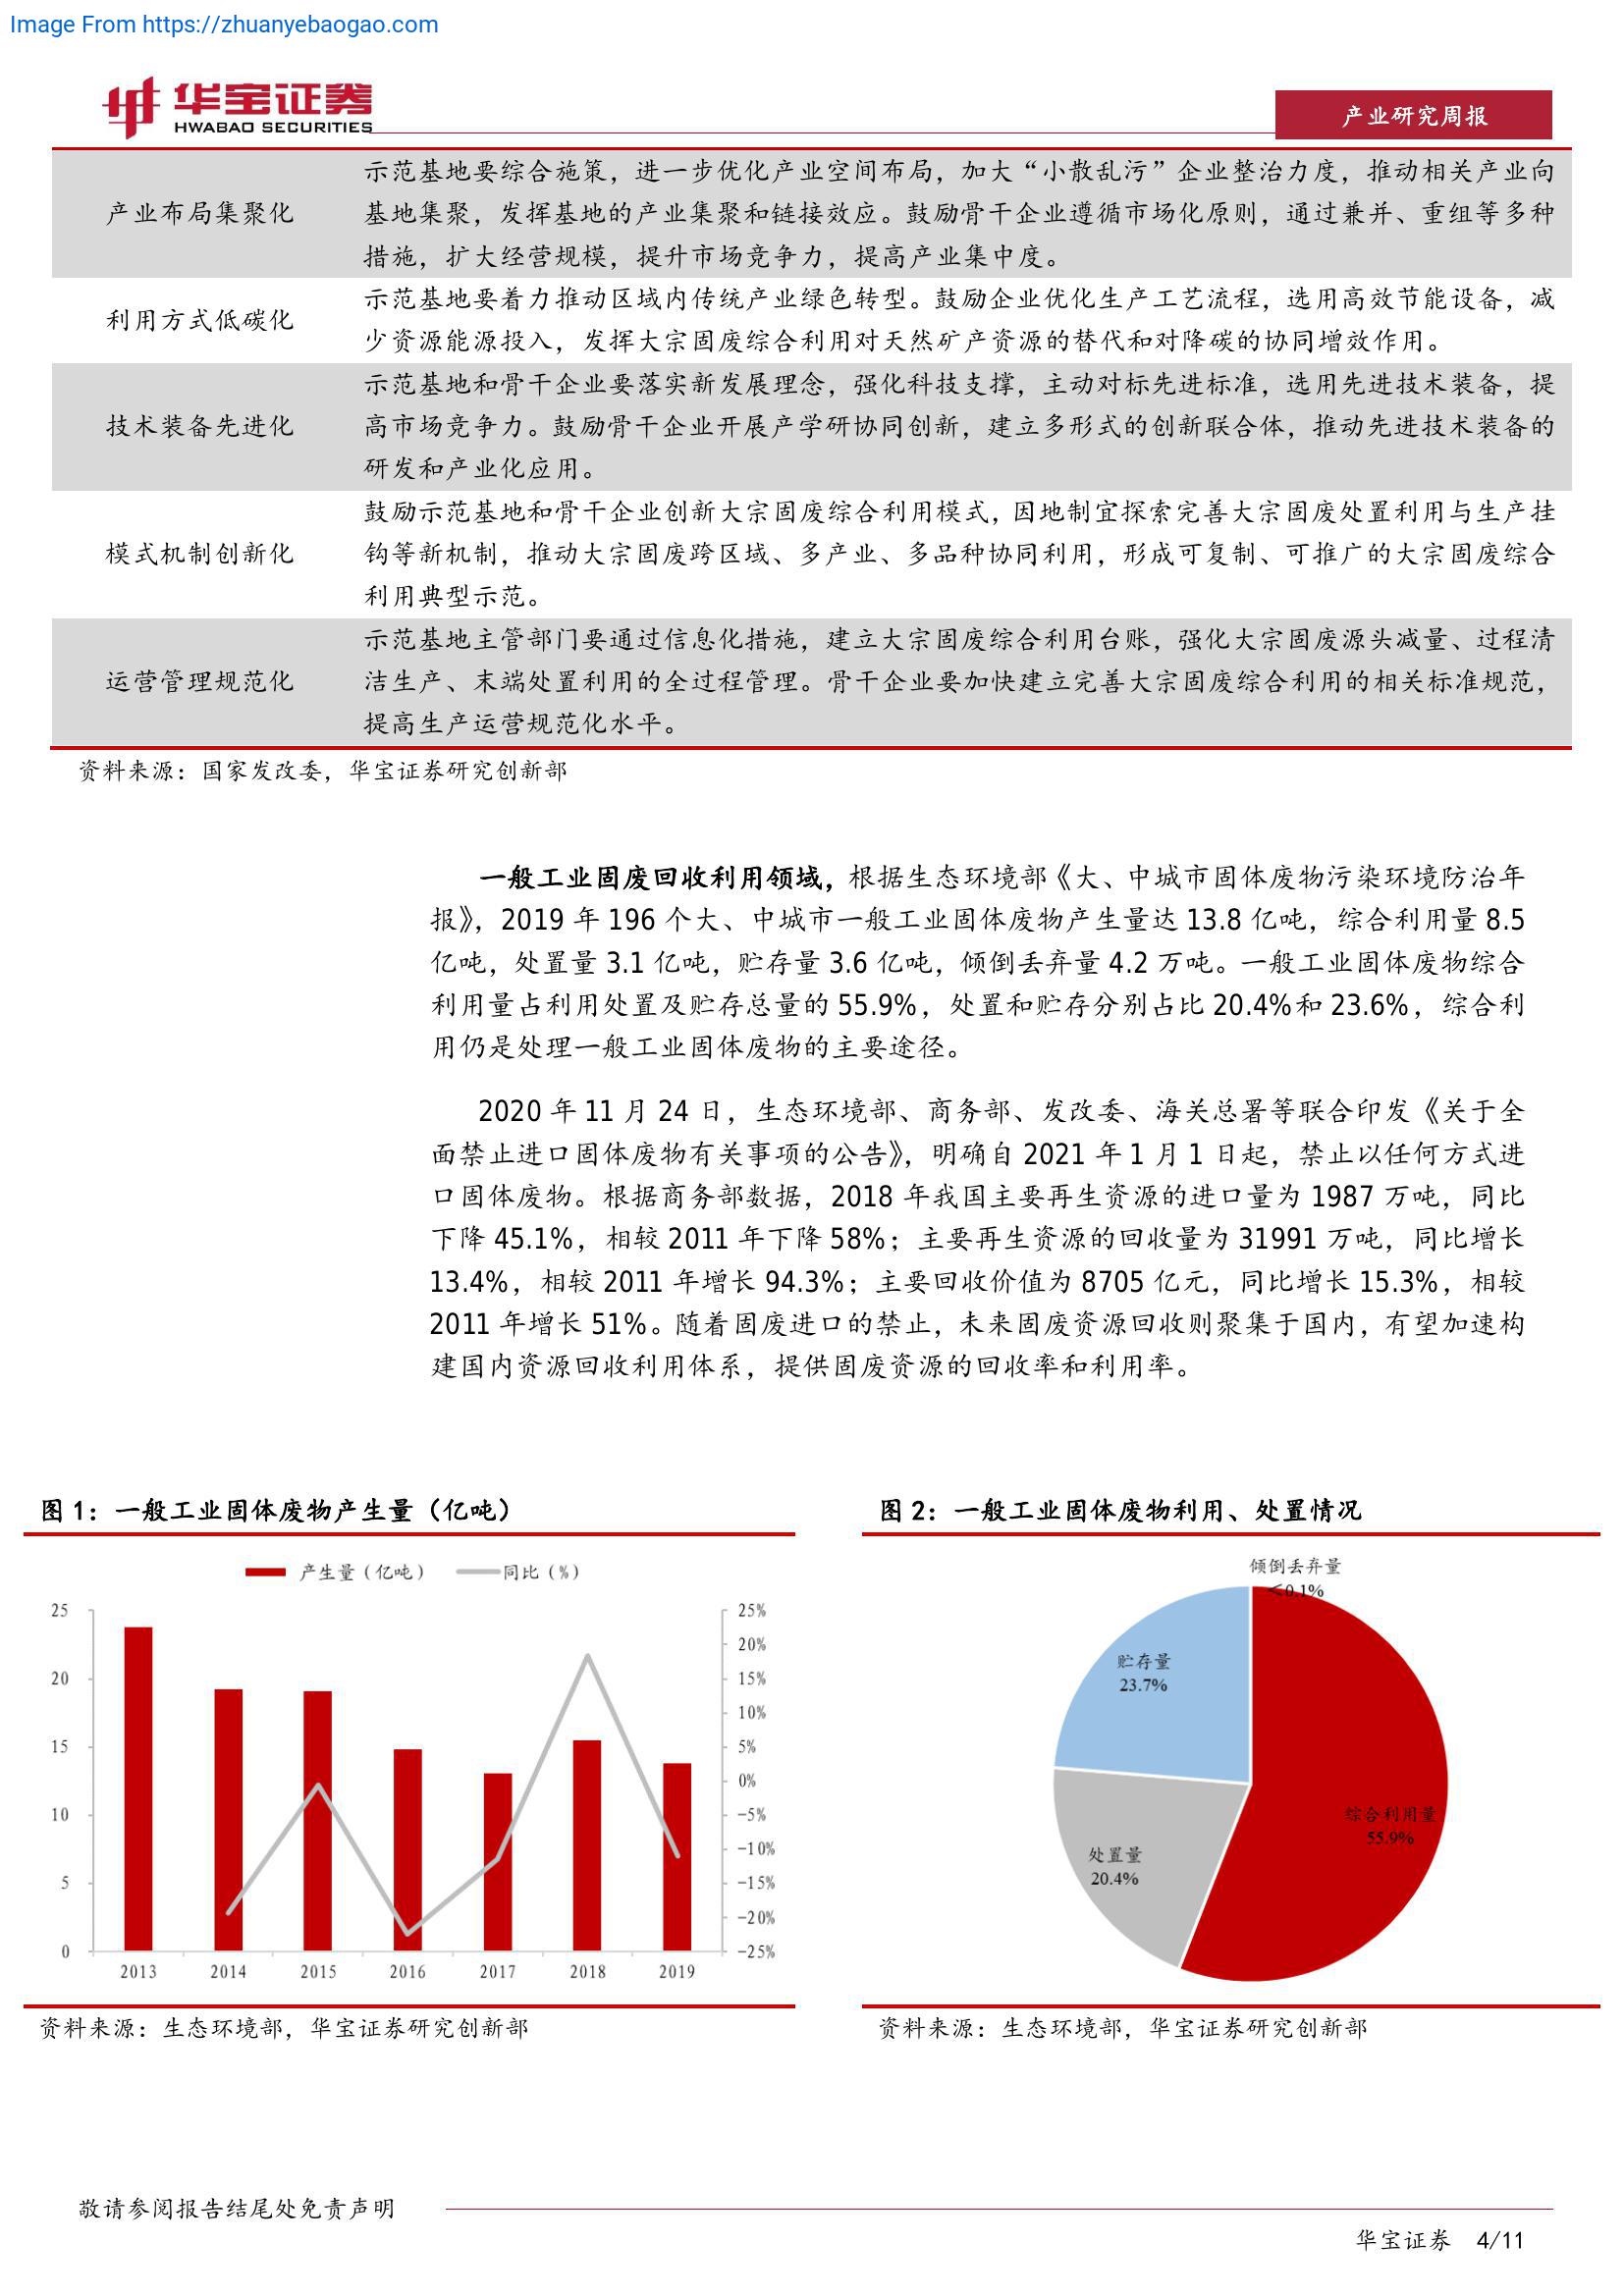 Image From https://zhuanyebaogao.com
华宝证券
HWABAO SECURITIES
产业研究周报
产业布局集聚化
示范基地要综合施策，进一步优化产业空间布局，加大“小散乱污”企业整治力度，推动相关产业向
基地集聚，发挥基地的产业集聚和链接效应。鼓励骨干企业遵循市场化原则，通过兼并、重组等多种
措施，扩大经营规模，提升市场竞争力，提高产业集中度。
利用方式低碳化
示范基地要着力推动区域内传统产业绿色转型。鼓励企业优化生产工艺流程，选用高效节能设备，减
少资源能源投入，发挥大宗固废综合利用对天然矿产资源的替代和对降碳的协同增效作用。
技术装备先进化
示范基地和骨干企业要落实新发展理念，强化科技支撑，主动对标先进标准，选用先进技术装备，提
高市场竞争力。鼓励骨干企业开展产学研协同创新，建立多形式的创新联合体，推动先进技术装备的
研发和产业化应用。
模式机制创新化
鼓励示范基地和骨干企业创新大宗固废综合利用模式，因地制宜探索完善大宗固废处置利用与生产挂
钩等新机制，推动大宗固废跨区域、多产业、多品种协同利用，形成可复制、可推广的大宗固废综合
利用典型示范。
运营管理规范化
示范基地主管部门要通过信息化措施，建立大宗固废综合利用台账，强化大宗固废源头减量、过程清
洁生产、末端处置利用的全过程管理。骨干企业要加快建立完善大宗固废综合利用的相关标准规范，
提高生产运营规范化水平。
资料来源：国家发改委，华宝证券研究创新部
一般工业固废回收利用领域，根据生态环境部《大、中城市固体废物污染环境防治年
报》，2019 年 196 个大、中城市一般工业固体废物产生量达 13.8 亿吨，综合利用量 8.5
亿吨，处置量 3.1 亿吨，贮存量 3.6 亿吨，倾倒丢弃量 4.2 万吨。一般工业固体废物综合
利用量占利用处置及贮存总量的 55.9%，处置和贮存分别占比 20.4%和 23.6%，综合利
用仍是处理一般工业固体废物的主要途径。
2020 年 11 月 24 日，生态环境部、商务部、发改委、海关总署等联合印发《关于全
面禁止进口固体废物有关事项的公告》，明确自 2021 年 1 月 1 日起，禁止以任何方式进
口固体废物。根据商务部数据，2018 年我国主要再生资源的进口量为 1987 万吨，同比
下降 45.1%，相较 2011 年下降 58%；主要再生资源的回收量为 31991 万吨，同比增长
13.4%，相较 2011 年增长 94.3%；主要回收价值为 8705 亿元，同比增长 15.3%，相较
2011 年增长 51%。随着固废进口的禁止，未来固废资源回收则聚集于国内，有望加速构
建国内资源回收利用体系，提供固废资源的回收率和利用率。
图 1：一般工业固体废物产生量（亿吨）
产生量（亿吨） 同比（%）
25
20
15
10
5
0
25%
20%
15%
10%
5%
0%
-5%
-10%
-15%
-20%
-25%
2013 2014 2015 2016 2017 2018 2019
资料来源：生态环境部，华宝证券研究创新部
图 2：一般工业固体废物利用、处置情况
倾倒丢弃量
<0.1%
贮存量
23.7%
综合利用量
55.9%
处置量
20.4%
资料来源：生态环境部，华宝证券研究创新部
敬请参阅报告结尾处免责声明
华宝证券 4/11